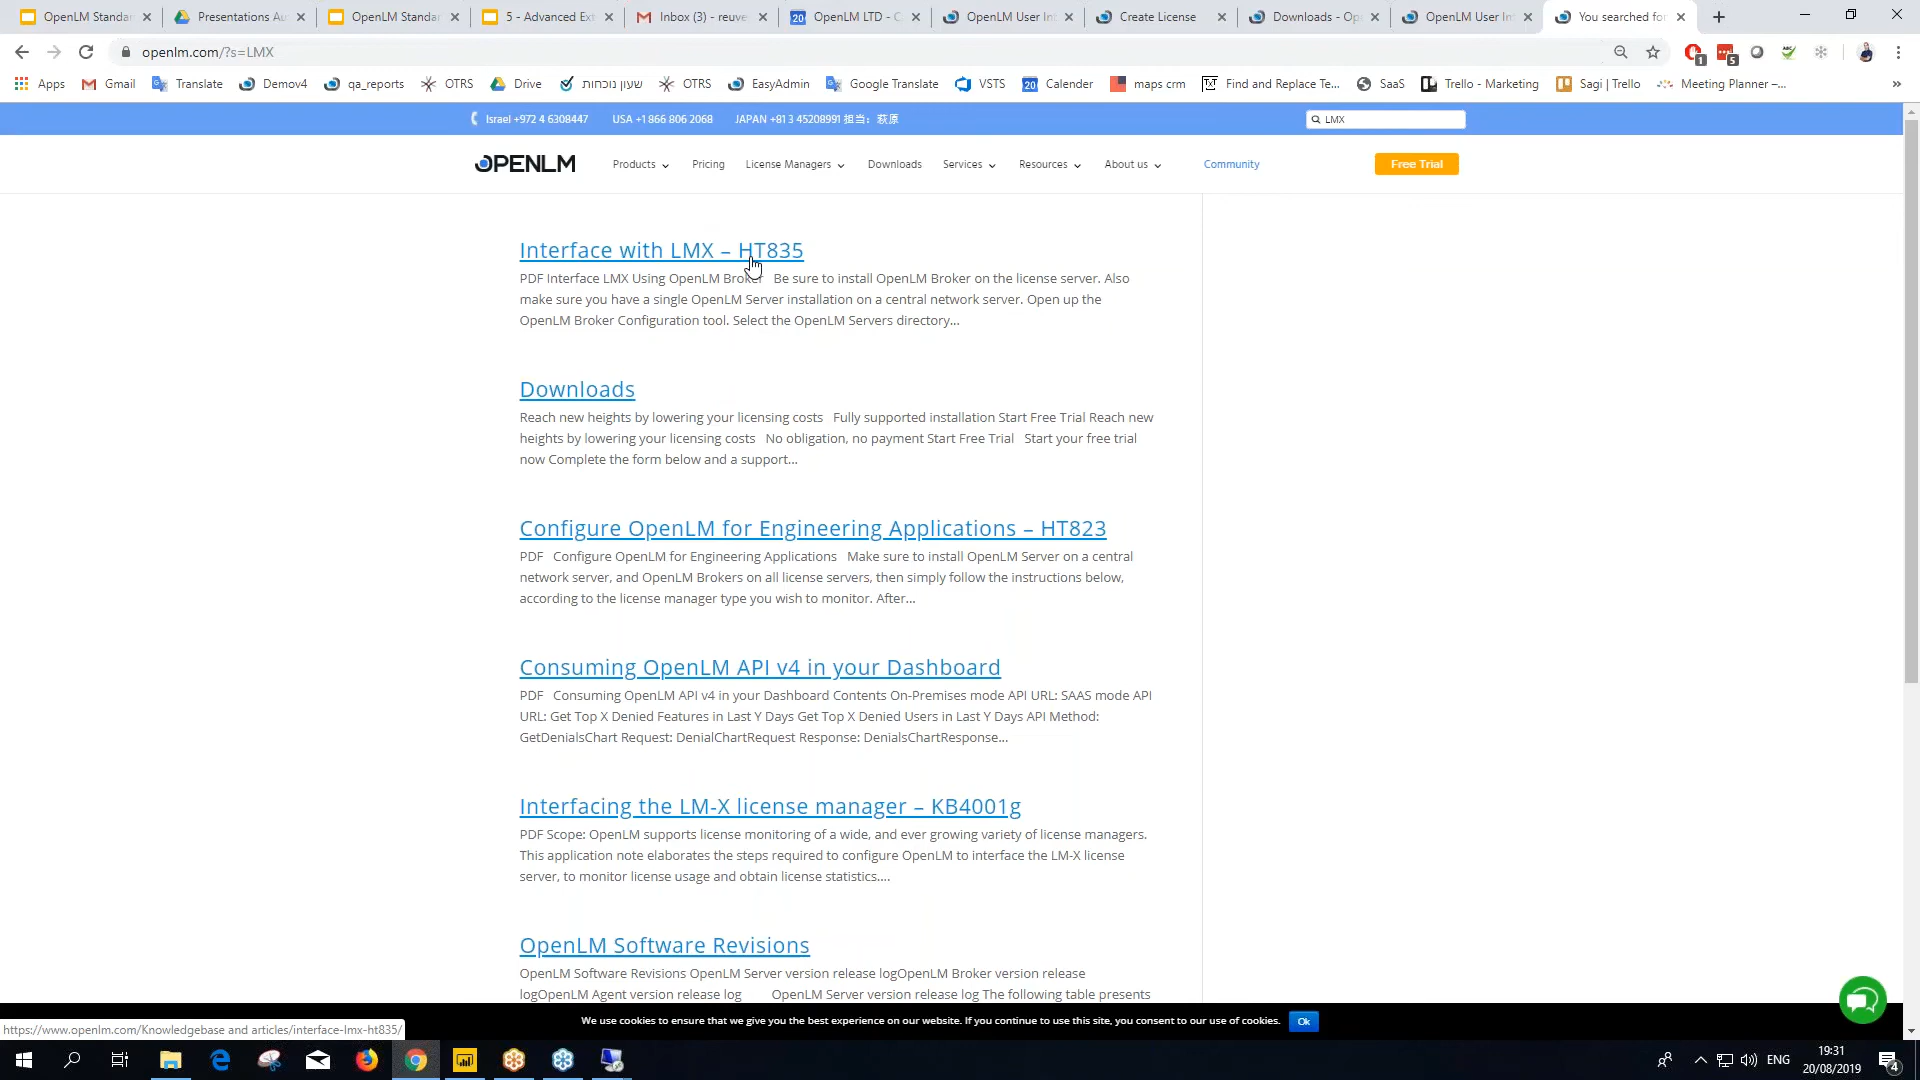 OpenLM Standar
Presentations Au
OpenLM Standar
5 - Advanced Ext
Inbox (3) - reuve
20 OpenLM LTD - C
OpenLM User Int
Create License
Downloads - Ope
OpenLM User Int
You searched for
openlm.com/?s=LMX
ABC
1
5
Apps
Gmail
Translate
Demov4
qa_reports
OTRS
Drive
שעון נוכחות
OTRS
EasyAdmin
Google Translate
VSTS
20 Calender
maps crm
TXT Find and Replace Te...
SaaS
Trello - Marketing
Sagi | Trello
Meeting Planner –...
»
Israel +972 4 6308447
USA +1 866 806 2068
JAPAN +81 3 45208991 担当：萩原
LMX
OPENLM
Products
Pricing
License Managers
Downloads
Services
Resources
About us
Community
Free Trial
Interface with LMX – HT835
PDF Interface LMX Using OpenLM Broker Be sure to install OpenLM Broker on the license server. Also
make sure you have a single OpenLM Server installation on a central network server. Open up the
OpenLM Broker Configuration tool. Select the OpenLM Servers directory...
Downloads
Reach new heights by lowering your licensing costs Fully supported installation Start Free Trial Reach new
heights by lowering your licensing costs No obligation, no payment Start Free Trial Start your free trial
now Complete the form below and a support...
Configure OpenLM for Engineering Applications – HT823
PDF Configure OpenLM for Engineering Applications Make sure to install OpenLM Server on a central
network server, and OpenLM Brokers on all license servers, then simply follow the instructions below,
according to the license manager type you wish to monitor. After...
Consuming OpenLM API v4 in your Dashboard
PDF Consuming OpenLM API v4 in your Dashboard Contents On-Premises mode API URL: SAAS mode API
URL: Get Top X Denied Features in Last Y Days Get Top X Denied Users in Last Y Days API Method:
GetDenialsChart Request: DenialChartRequest Response: DenialsChartResponse...
Interfacing the LM-X license manager – KB4001g
PDF Scope: OpenLM supports license monitoring of a wide, and ever growing variety of license managers.
This application note elaborates the steps required to configure OpenLM to interface the LM-X license
server, to monitor license usage and obtain license statistics....
OpenLM Software Revisions
OpenLM Software Revisions OpenLM Server version release logOpenLM Broker version release
logOpenLM Agent version release log OpenLM Server version release log The following table presents
We use cookies to ensure that we give you the best experience on our website. If you continue to use this site, you consent to our use of cookies.
Ok
https://www.openlm.com/Knowledgebase and articles/interface-lmx-ht835/
ENG
19:31
20/08/2019
4